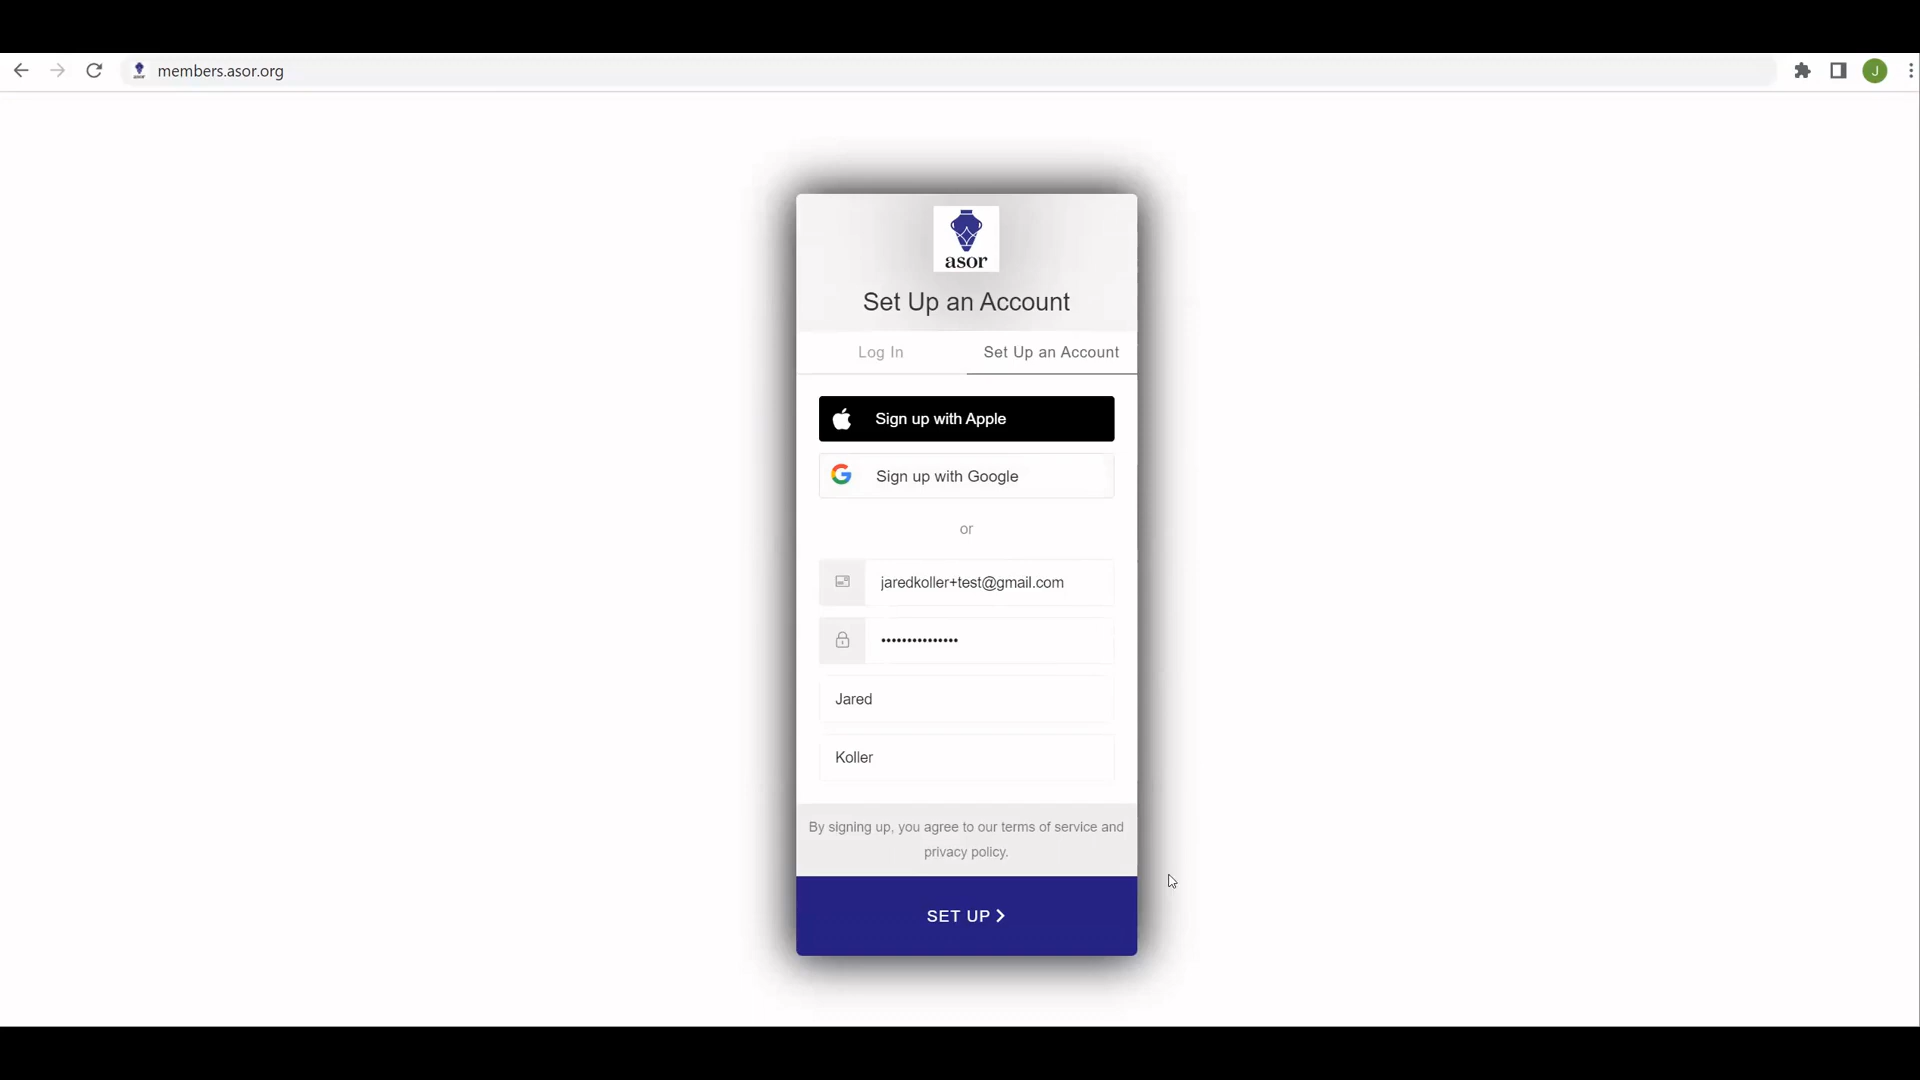 members.asor.org
J
asor
Set Up an Account
Log In
Set Up an Account
Sign up with Apple
Sign up with Google
or
jaredkoller+test@gmail.com
•••••••••••••••
Jared
Koller
By signing up, you agree to our terms of service and
privacy policy.
SET UP